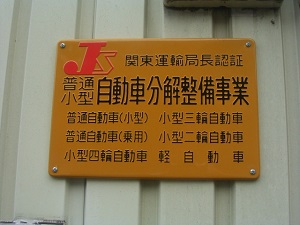 JS 関東運輸局長認証
普通
小型 自動車分解整備事業
普通自動車(小型) 小型三輪自動車
普通自動車(乗用) 小型二輪自動車
小型四輪自動車 軽自動車